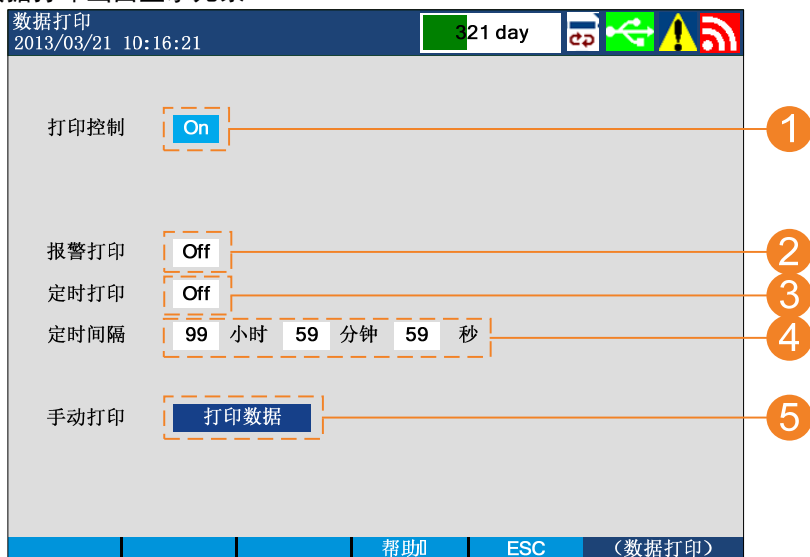 数据打印
2013/03/21 10:16:21
321 day
打印控制 On
1
报警打印 Off
2
定时打印 Off
3
定时间隔 99 小时 59 分钟 59 秒
4
手动打印 打印数据
5
帮助 ESC (数据打印)